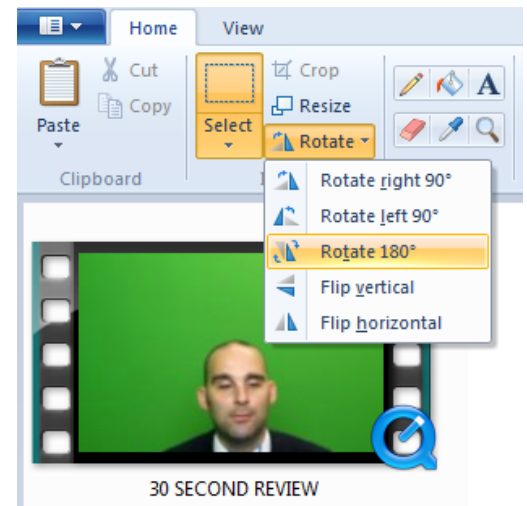 Home View
Cut
Copy
Paste
Clipboard
Select
Crop
Resize
Rotate
A
Rotate right 90°
Rotate left 90°
Rotate 180°
Flip vertical
Flip horizontal
30 SECOND REVIEW